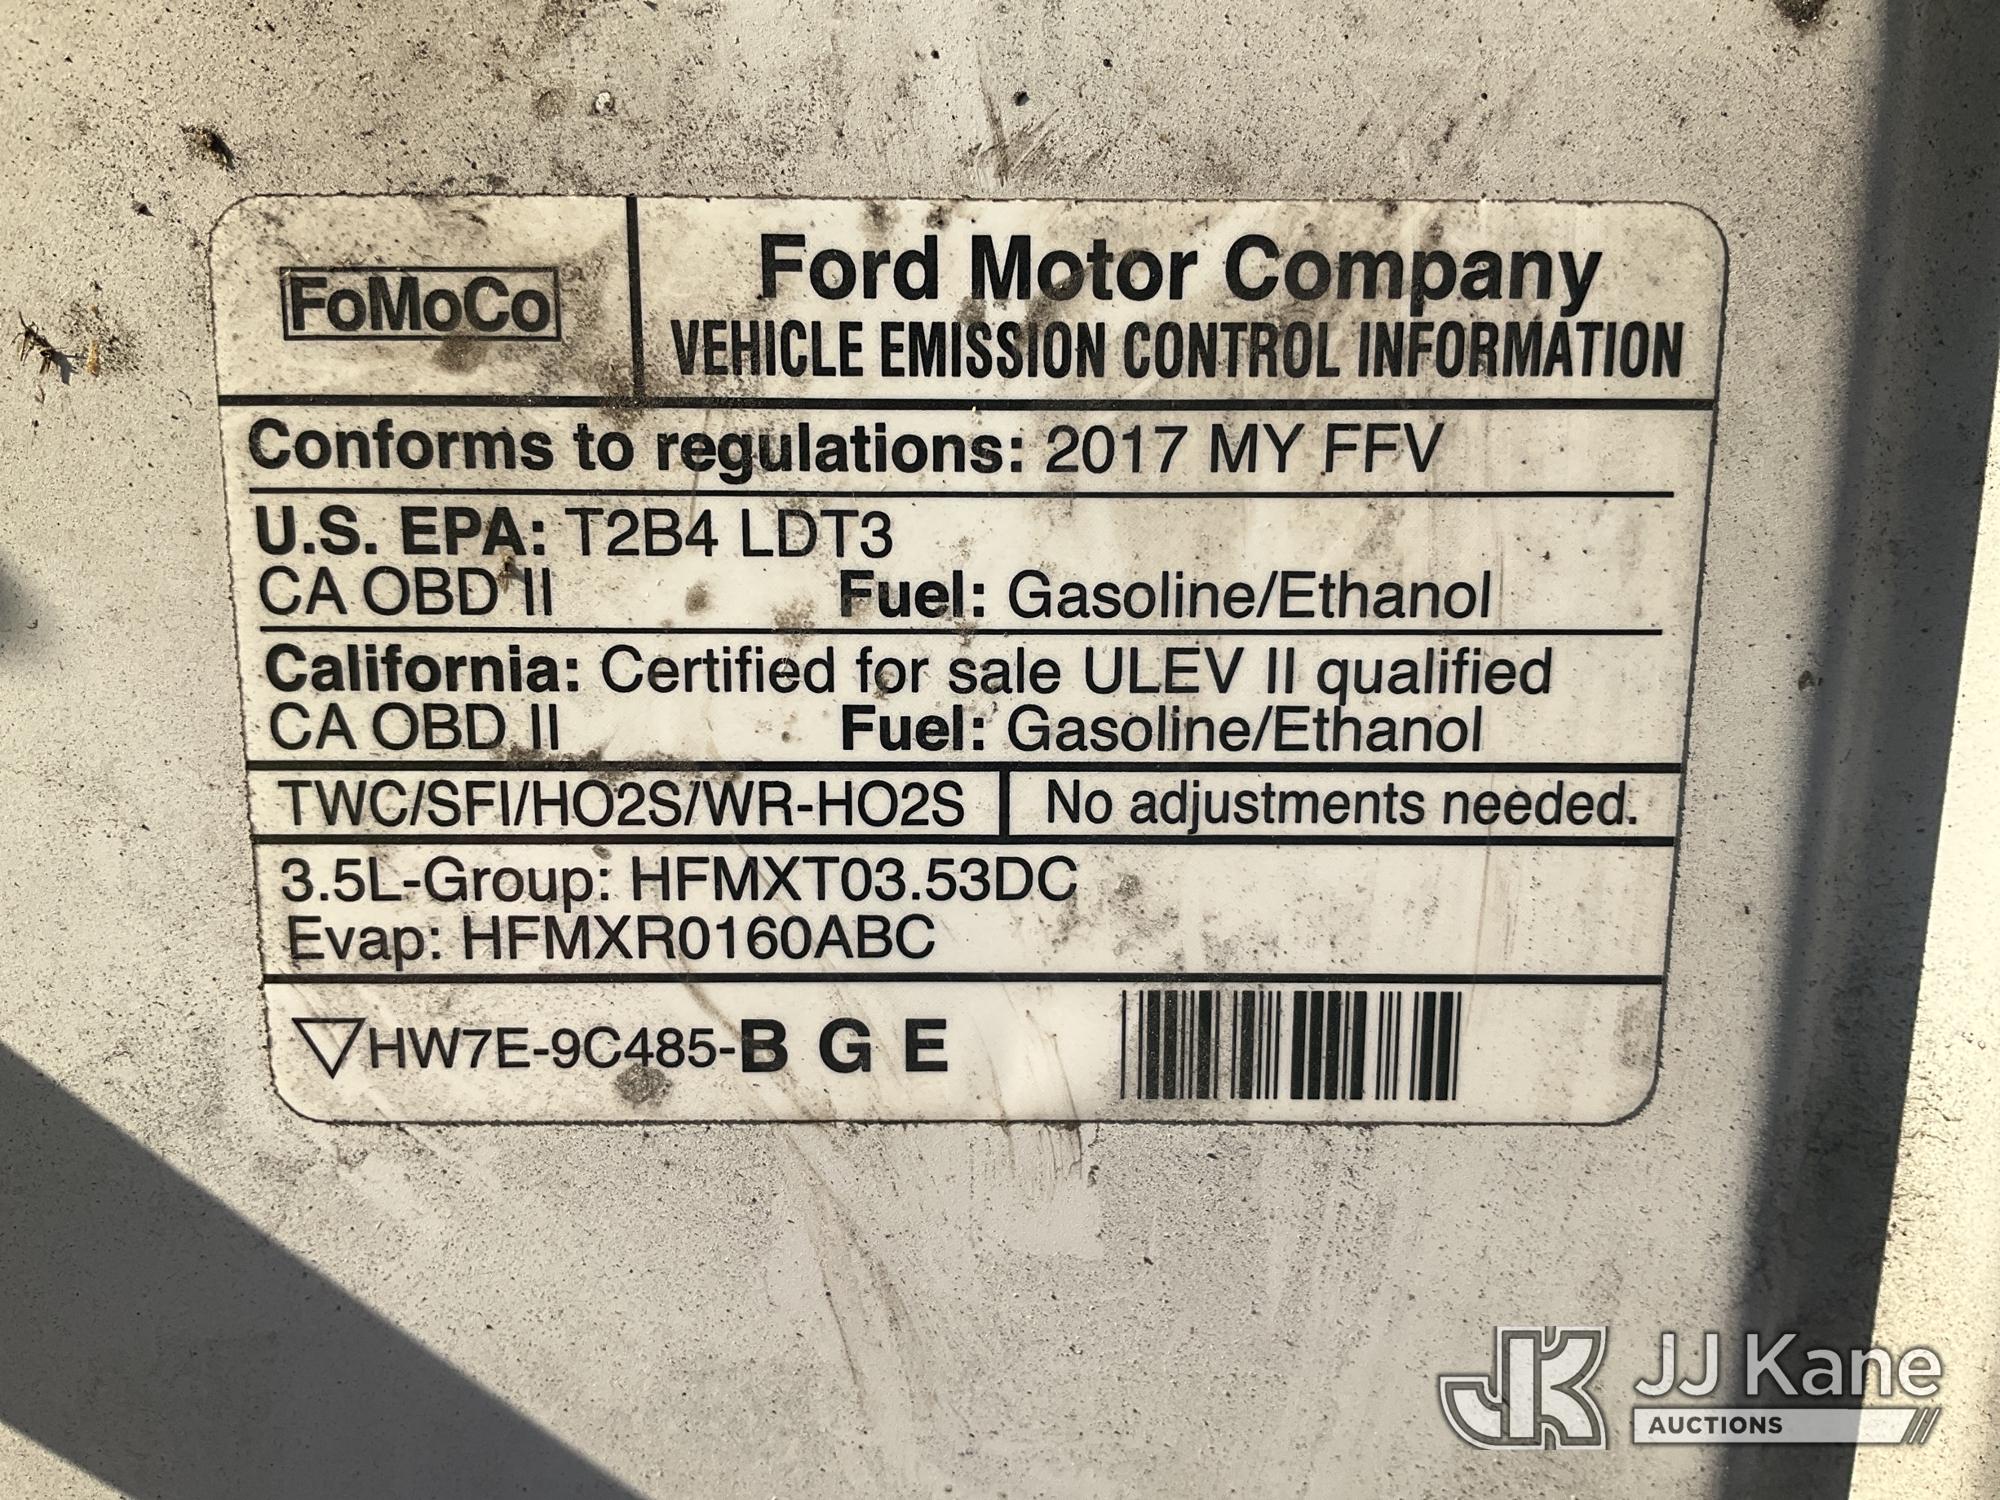 FoMoCo
Ford Motor Company
VEHICLE EMISSION CONTROL INFORMATION
Conforms to regulations: 2017 MY FFV
U.S. EPA: T2B4 LDT3
CA OBD II Fuel: Gasoline/Ethanol
California: Certified for sale ULEV II qualified
CA OBD II Fuel: Gasoline/Ethanol
TWC/SFI/HO2S/WR-HO2S No adjustments needed.
3.5L-Group: HFMXT03.53DC
Evap: HFMXR0160ABC
HW7E-9C485-B G E
JK JJ Kane
AUCTIONS